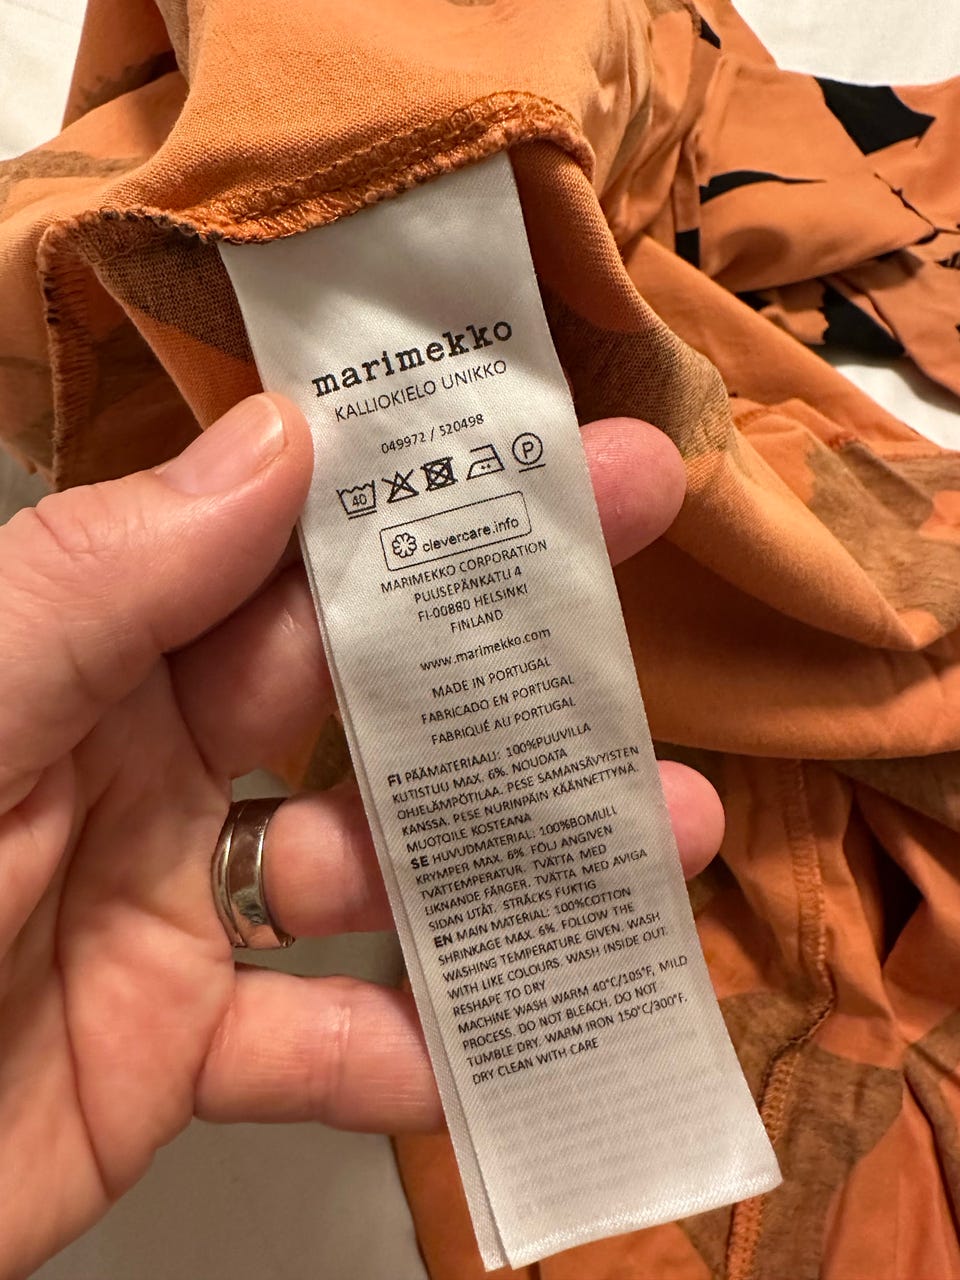 marimekko
KALLIOKIELO UNIKKO
049972 / 520498
40 P
clevercare.info
MARIMEKKO CORPORATION
PUUSEPÄNKATU 4
FI-00880 HELSINKI
FINLAND
www.marimekko.com
MADE IN PORTUGAL
FABRICADO EN PORTUGAL
FABRIQUÉ AU PORTUGAL
FI PÄÄMATERIAALI: 100%PUUVILLA
KUTISTUU MAX. 6%. NOUDATA
OHJELÄMPÖTILAA. PESE SAMANSÄVYISTEN
KANSSA. PESE NURINPÄIN KÄÄNNETTYNÄ.
MUOTOILE KOSTEANA
SE HUVUDMATERIAL: 100%BOMULL
KRYMPER MAX. 6%. FÖLJ ANGIVEN
TVÄTTEMPERATUR. TVÄTTA MED
LIKNANDE FÄRGER. TVÄTTA MED AVIGA
SIDAN UTÅT. STRÄCKS FUKTIG
EN MAIN MATERIAL: 100%COTTON
SHRINKAGE MAX. 6%. FOLLOW THE
WASHING TEMPERATURE GIVEN. WASH
WITH LIKE COLOURS. WASH INSIDE OUT.
RESHAPE TO DRY
MACHINE WASH WARM 40°C/105°F, MILD
PROCESS. DO NOT BLEACH. DO NOT
TUMBLE DRY. WARM IRON 150°C/300°F.
DRY CLEAN WITH CARE